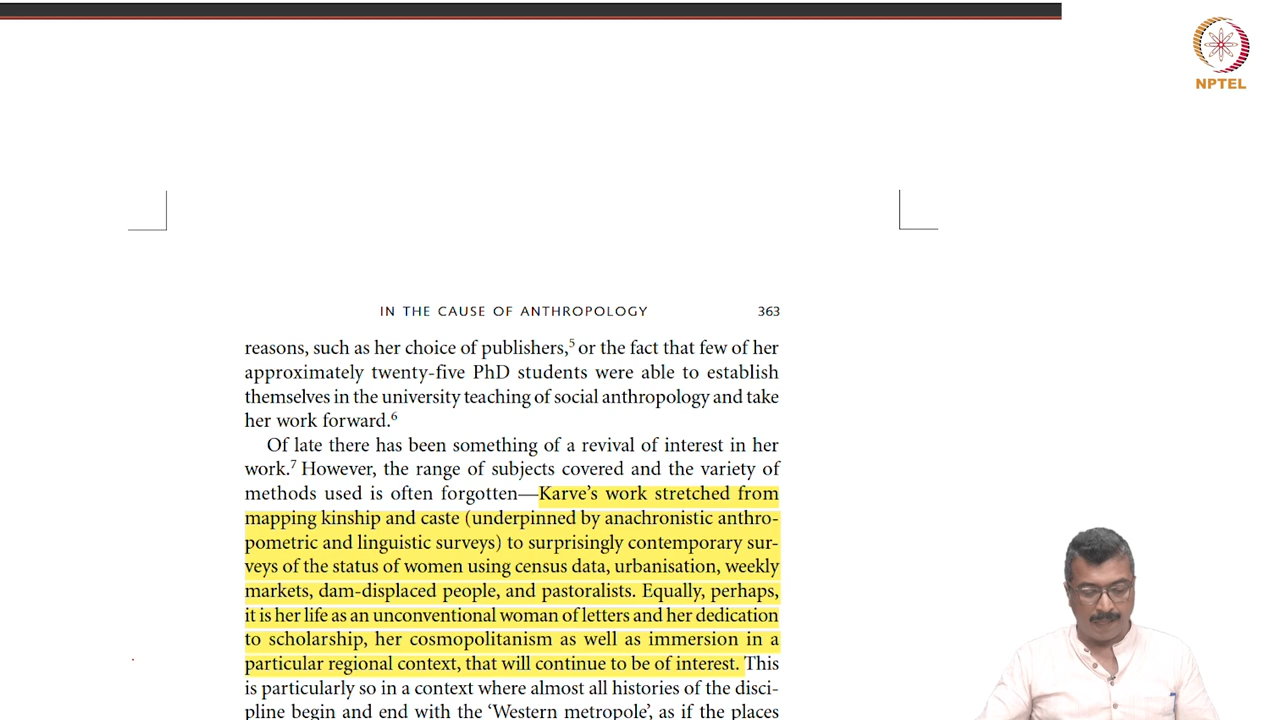 NPTEL
IN THE CAUSE OF ANTHROPOLOGY 363
reasons, such as her choice of publishers,⁵ or the fact that few of her
approximately twenty-five PhD students were able to establish
themselves in the university teaching of social anthropology and take
her work forward.⁶
Of late there has been something of a revival of interest in her
work.⁷ However, the range of subjects covered and the variety of
methods used is often forgotten—Karve's work stretched from
mapping kinship and caste (underpinned by anachronistic anthro-
pometric and linguistic surveys) to surprisingly contemporary sur-
veys of the status of women using census data, urbanisation, weekly
markets, dam-displaced people, and pastoralists. Equally, perhaps,
it is her life as an unconventional woman of letters and her dedication
to scholarship, her cosmopolitanism as well as immersion in a
particular regional context, that will continue to be of interest. This
is particularly so in a context where almost all histories of the disci-
pline begin and end with the 'Western metropole', as if the places